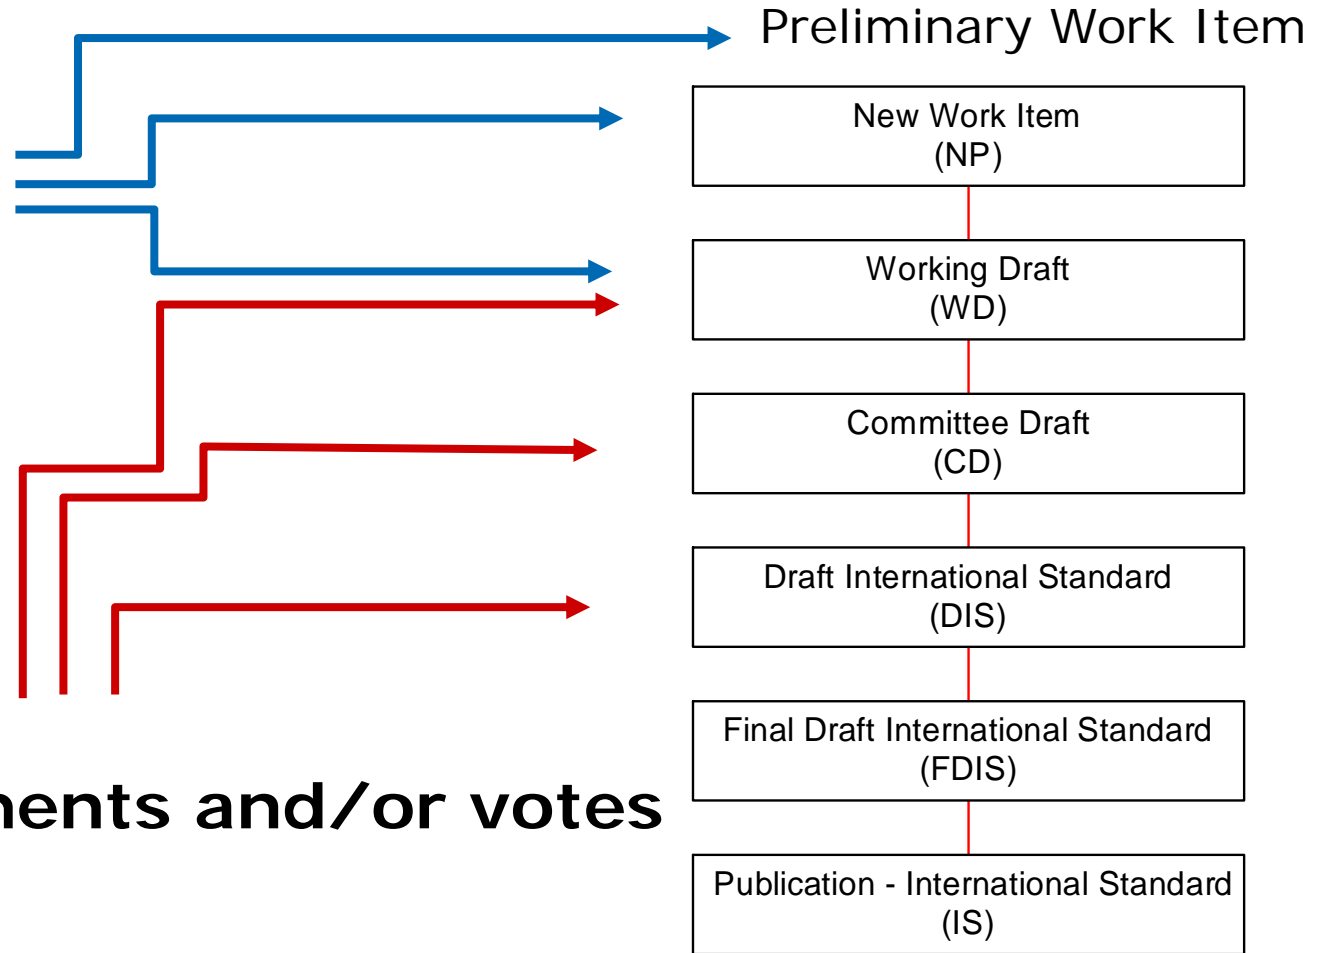 Preliminary Work Item
New Work Item
(NP)
Working Draft
(WD)
Committee Draft
(CD)
Draft International Standard
(DIS)
Final Draft International Standard
(FDIS)
and/or votes
Publication - International Standard
(IS)